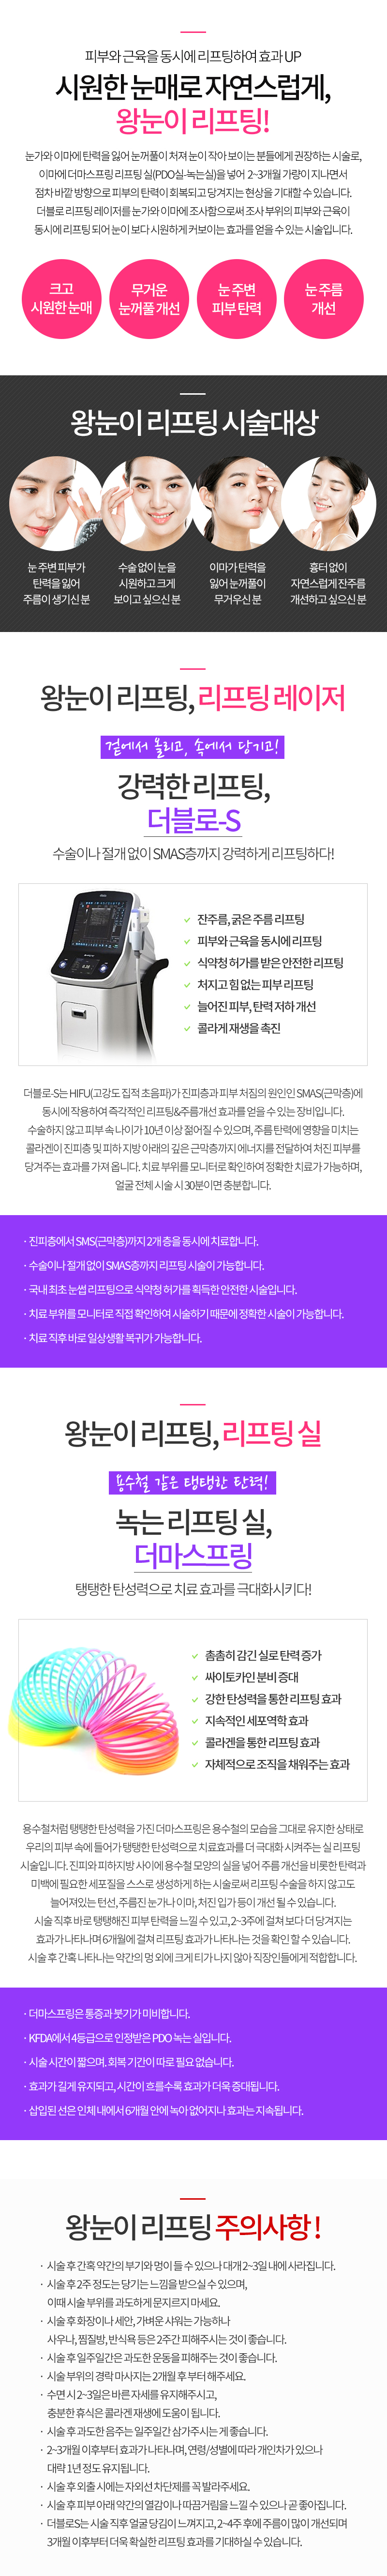 피부와 근육을 동시에 리프팅하여 효과 UP
시원한 눈매로 자연스럽게,
왕눈이 리프팅!
눈가와 이마에 탄력을 잃어 눈꺼풀이 처져 눈이 작아 보이는 분들에게 권장하는 시술로,
이마에 더마스프링 리프팅 실(PDO실-녹는실)을 넣어 2~3개월 가량이 지나면서
점차 바깥 방향으로 피부의 탄력이 회복되고 당겨지는 현상을 기대할 수 있습니다.
더블로 리프팅 레이저를 눈가와 이마에 조사함으로써 조사 부위의 피부와 근육이
동시에 리프팅 되어 눈이 보다 시원하게 커보이는 효과를 얻을 수 있는 시술입니다.
크고
시원한 눈매
무거운
눈꺼풀 개선
눈 주변
피부 탄력
눈 주름
개선
왕눈이 리프팅 시술대상
눈 주변 피부가
탄력을 잃어
주름이 생기신 분
수술 없이 눈을
시원하고 크게
보이고 싶으신 분
이마가 탄력을
잃어 눈꺼풀이
무거우신 분
흉터 없이
자연스럽게 잔주름
개선하고 싶으신 분
왕눈이 리프팅, 리프팅 레이저
겉에서 올리고, 속에서 당기고!
강력한 리프팅,
더블로-S
수술이나 절개 없이 SMAS층까지 강력하게 리프팅하다!
잔주름, 굵은 주름 리프팅
피부와 근육을 동시에 리프팅
식약청 허가를 받은 안전한 리프팅
처지고 힘 없는 피부 리프팅
늘어진 피부, 탄력 저하 개선
콜라게 재생을 촉진
더블로-S는 HIFU(고강도 집적 초음파)가 진피층과 피부 처짐의 원인인 SMAS(근막층)에
동시에 작용하여 즉각적인 리프팅&주름개선 효과를 얻을 수 있는 장비입니다.
수술하지 않고 피부 속 나이가 10년 이상 젊어질 수 있으며, 주름 탄력에 영향을 미치는
콜라겐이 진피층 및 피하 지방 아래의 깊은 근막층까지 에너지를 전달하여 처진 피부를
당겨주는 효과를 가져 옵니다. 치료 부위를 모니터로 확인하여 정확한 치료가 가능하며,
얼굴 전체 시술 시 30분이면 충분합니다.
· 진피층에서 SMS(근막층)까지 2개 층을 동시에 치료합니다.
· 수술이나 절개 없이 SMAS층까지 리프팅 시술이 가능합니다.
· 국내 최초 눈썹 리프팅으로 식약청 허가를 획득한 안전한 시술입니다.
· 치료 부위를 모니터로 직접 확인하여 시술하기 때문에 정확한 시술이 가능합니다.
· 치료 직후 바로 일상생활 복귀가 가능합니다.
왕눈이 리프팅, 리프팅 실
용수철 같은 탱탱한 탄력!
녹는 리프팅 실,
더마스프링
탱탱한 탄성력으로 치료 효과를 극대화시키다!
촘촘히 감긴 실로 탄력 증가
싸이토카인 분비 증대
강한 탄성력을 통한 리프팅 효과
지속적인 세포역학 효과
콜라겐을 통한 리프팅 효과
자체적으로 조직을 채워주는 효과
용수철처럼 탱탱한 탄성력을 가진 더마스프링은 용수철의 모습을 그대로 유지한 상태로
우리의 피부 속에 들어가 탱탱한 탄성력으로 치료효과를 더 극대화 시켜주는 실 리프팅
시술입니다. 진피와 피하지방 사이에 용수철 모양의 실을 넣어 주름 개선을 비롯한 탄력과
미백에 필요한 세포질을 스스로 생성하게 하는 시술로써 리프팅 수술을 하지 않고도
늘어져있는 턴선, 주름진 눈가나 이마, 처진 입가 등이 개선 될 수 있습니다.
시술 직후 바로 탱탱해진 피부 탄력을 느낄 수 있고, 2~3주에 걸쳐 보다 더 당겨지는
효과가 나타나며 6개월에 걸쳐 리프팅 효과가 나타나는 것을 확인 할 수 있습니다.
시술 후 간혹 나타나는 약간의 멍 외에 크게 티가 나지 않아 직장인들에게 적합합니다.
· 더마스프링은 통증과 붓기가 미비합니다.
· KFDA에서 4등급으로 인정받은 PDO 녹는 실입니다.
· 시술 시간이 짧으며. 회복 기간이 따로 필요 없습니다.
· 효과가 길게 유지되고, 시간이 흐를수록 효과가 더욱 증대됩니다.
· 삽입된 선은 인체 내에서 6개월 안에 녹아 없어지나 효과는 지속됩니다.
왕눈이 리프팅 주의사항 !
· 시술 후 간혹 약간의 부기와 멍이 들 수 있으나 대개 2~3일 내에 사라집니다.
· 시술 후 2주 정도는 당기는 느낌을 받으실 수 있으며,
이때 시술 부위를 과도하게 문지르지 마세요.
· 시술 후 화장이나 세안, 가벼운 샤워는 가능하나
사우나, 찜질방, 반식욕 등은 2주간 피해주시는 것이 좋습니다.
· 시술 후 일주일간은 과도한 운동을 피해주는 것이 좋습니다.
· 시술 부위의 경락 마사지는 2개월 후 부터 해주세요.
· 수면 시 2~3일은 바른 자세를 유지해주시고,
충분한 휴식은 콜라겐 재생에 도움이 됩니다.
· 시술 후 과도한 음주는 일주일간 삼가주시는 게 좋습니다.
· 2~3개월 이후부터 효과가 나타나며, 연령/성별에 따라 개인차가 있으나
대략 1년 정도 유지됩니다.
· 시술 후 외출 시에는 자외선 차단제를 꼭 발라주세요.
· 시술 후 피부 아래 약간의 열감이나 따끔거림을 느낄 수 있으나 곧 좋아집니다.
· 더블로S는 시술 직후 얼굴 당김이 느껴지고, 2~4주 후에 주름이 많이 개선되며
3개월 이후부터 더욱 확실한 리프팅 효과를 기대하실 수 있습니다.